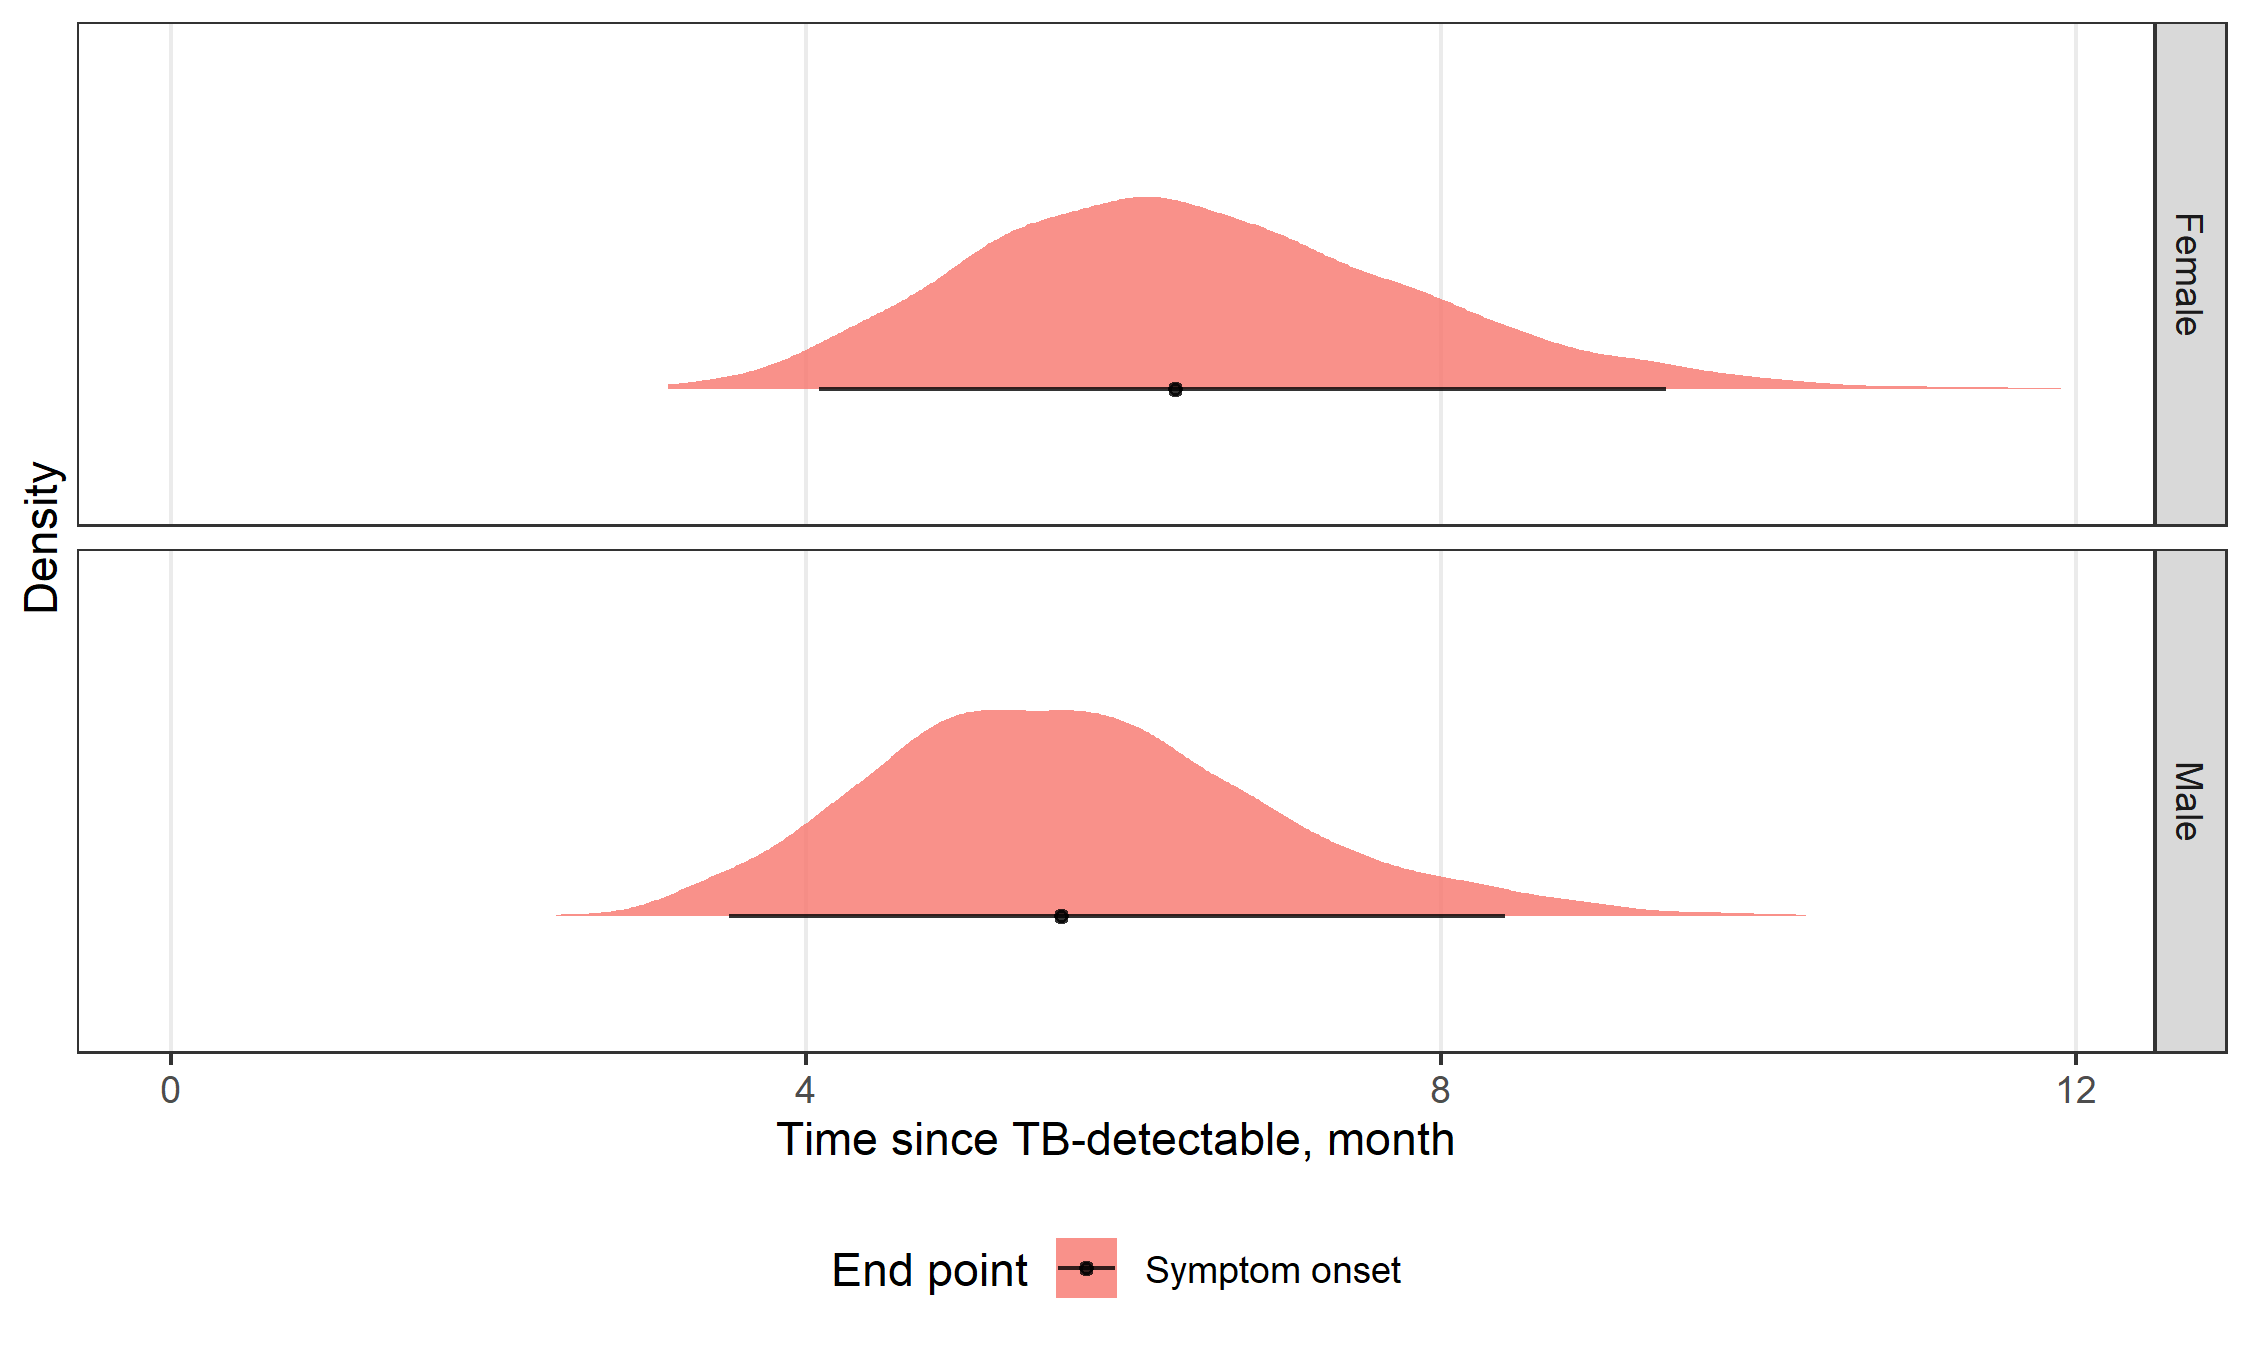 Female
Density
Male
0 4 8 12
Time since TB-detectable, month
End point Symptom onset